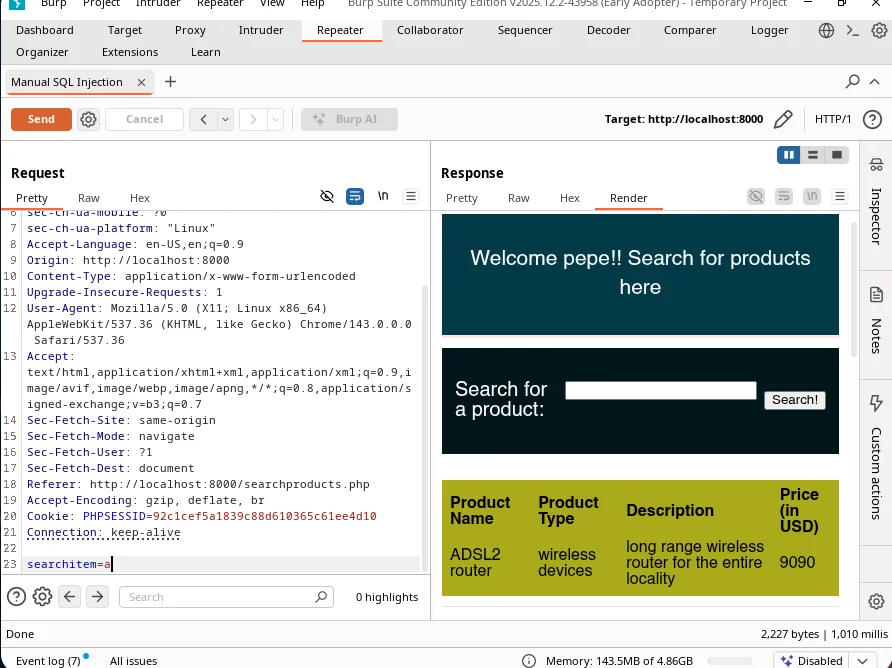 Burp Project Intruder Repeater View Help Burp Suite Community Edition v2025.12.2-43958 (Early Adopter) - Temporary Project
Dashboard Target Proxy Intruder Repeater Collaborator Sequencer Decoder Comparer Logger
Organizer Extensions Learn
Manual SQL Injection
Send Cancel Burp AI Target: http://localhost:8000 HTTP/1
Request
Pretty Raw Hex \n
6 sec-ch-ua-mobile: ?0
7 sec-ch-ua-platform: "Linux"
8 Accept-Language: en-US,en;q=0.9
9 Origin: http://localhost:8000
10 Content-Type: application/x-www-form-urlencoded
11 Upgrade-Insecure-Requests: 1
12 User-Agent: Mozilla/5.0 (X11; Linux x86_64)
AppleWebKit/537.36 (KHTML, like Gecko) Chrome/143.0.0.0
Safari/537.36
13 Accept:
text/html,application/xhtml+xml,application/xml;q=0.9,i
mage/avif,image/webp,image/apng,*/*;q=0.8,application/s
igned-exchange;v=b3;q=0.7
14 Sec-Fetch-Site: same-origin
15 Sec-Fetch-Mode: navigate
16 Sec-Fetch-User: ?1
17 Sec-Fetch-Dest: document
18 Referer: http://localhost:8000/searchproducts.php
19 Accept-Encoding: gzip, deflate, br
20 Cookie: PHPSESSID=92c1cef5a1839c88d610365c61ee4d10
21 Connection: keep-alive
22
23 searchitem=a
Search 0 highlights
Response
Pretty Raw Hex Render \n
Welcome pepe!! Search for products
here
Search for
a product:
Search!
Product
Name
Product
Type
Description
Price
(in
USD)
ADSL2
router
wireless
devices
long range wireless
router for the entire
locality
9090
Inspector
Notes
Custom actions
Done 2,227 bytes | 1,010 millis
Event log (7) All issues Memory: 143.5MB of 4.86GB Disabled